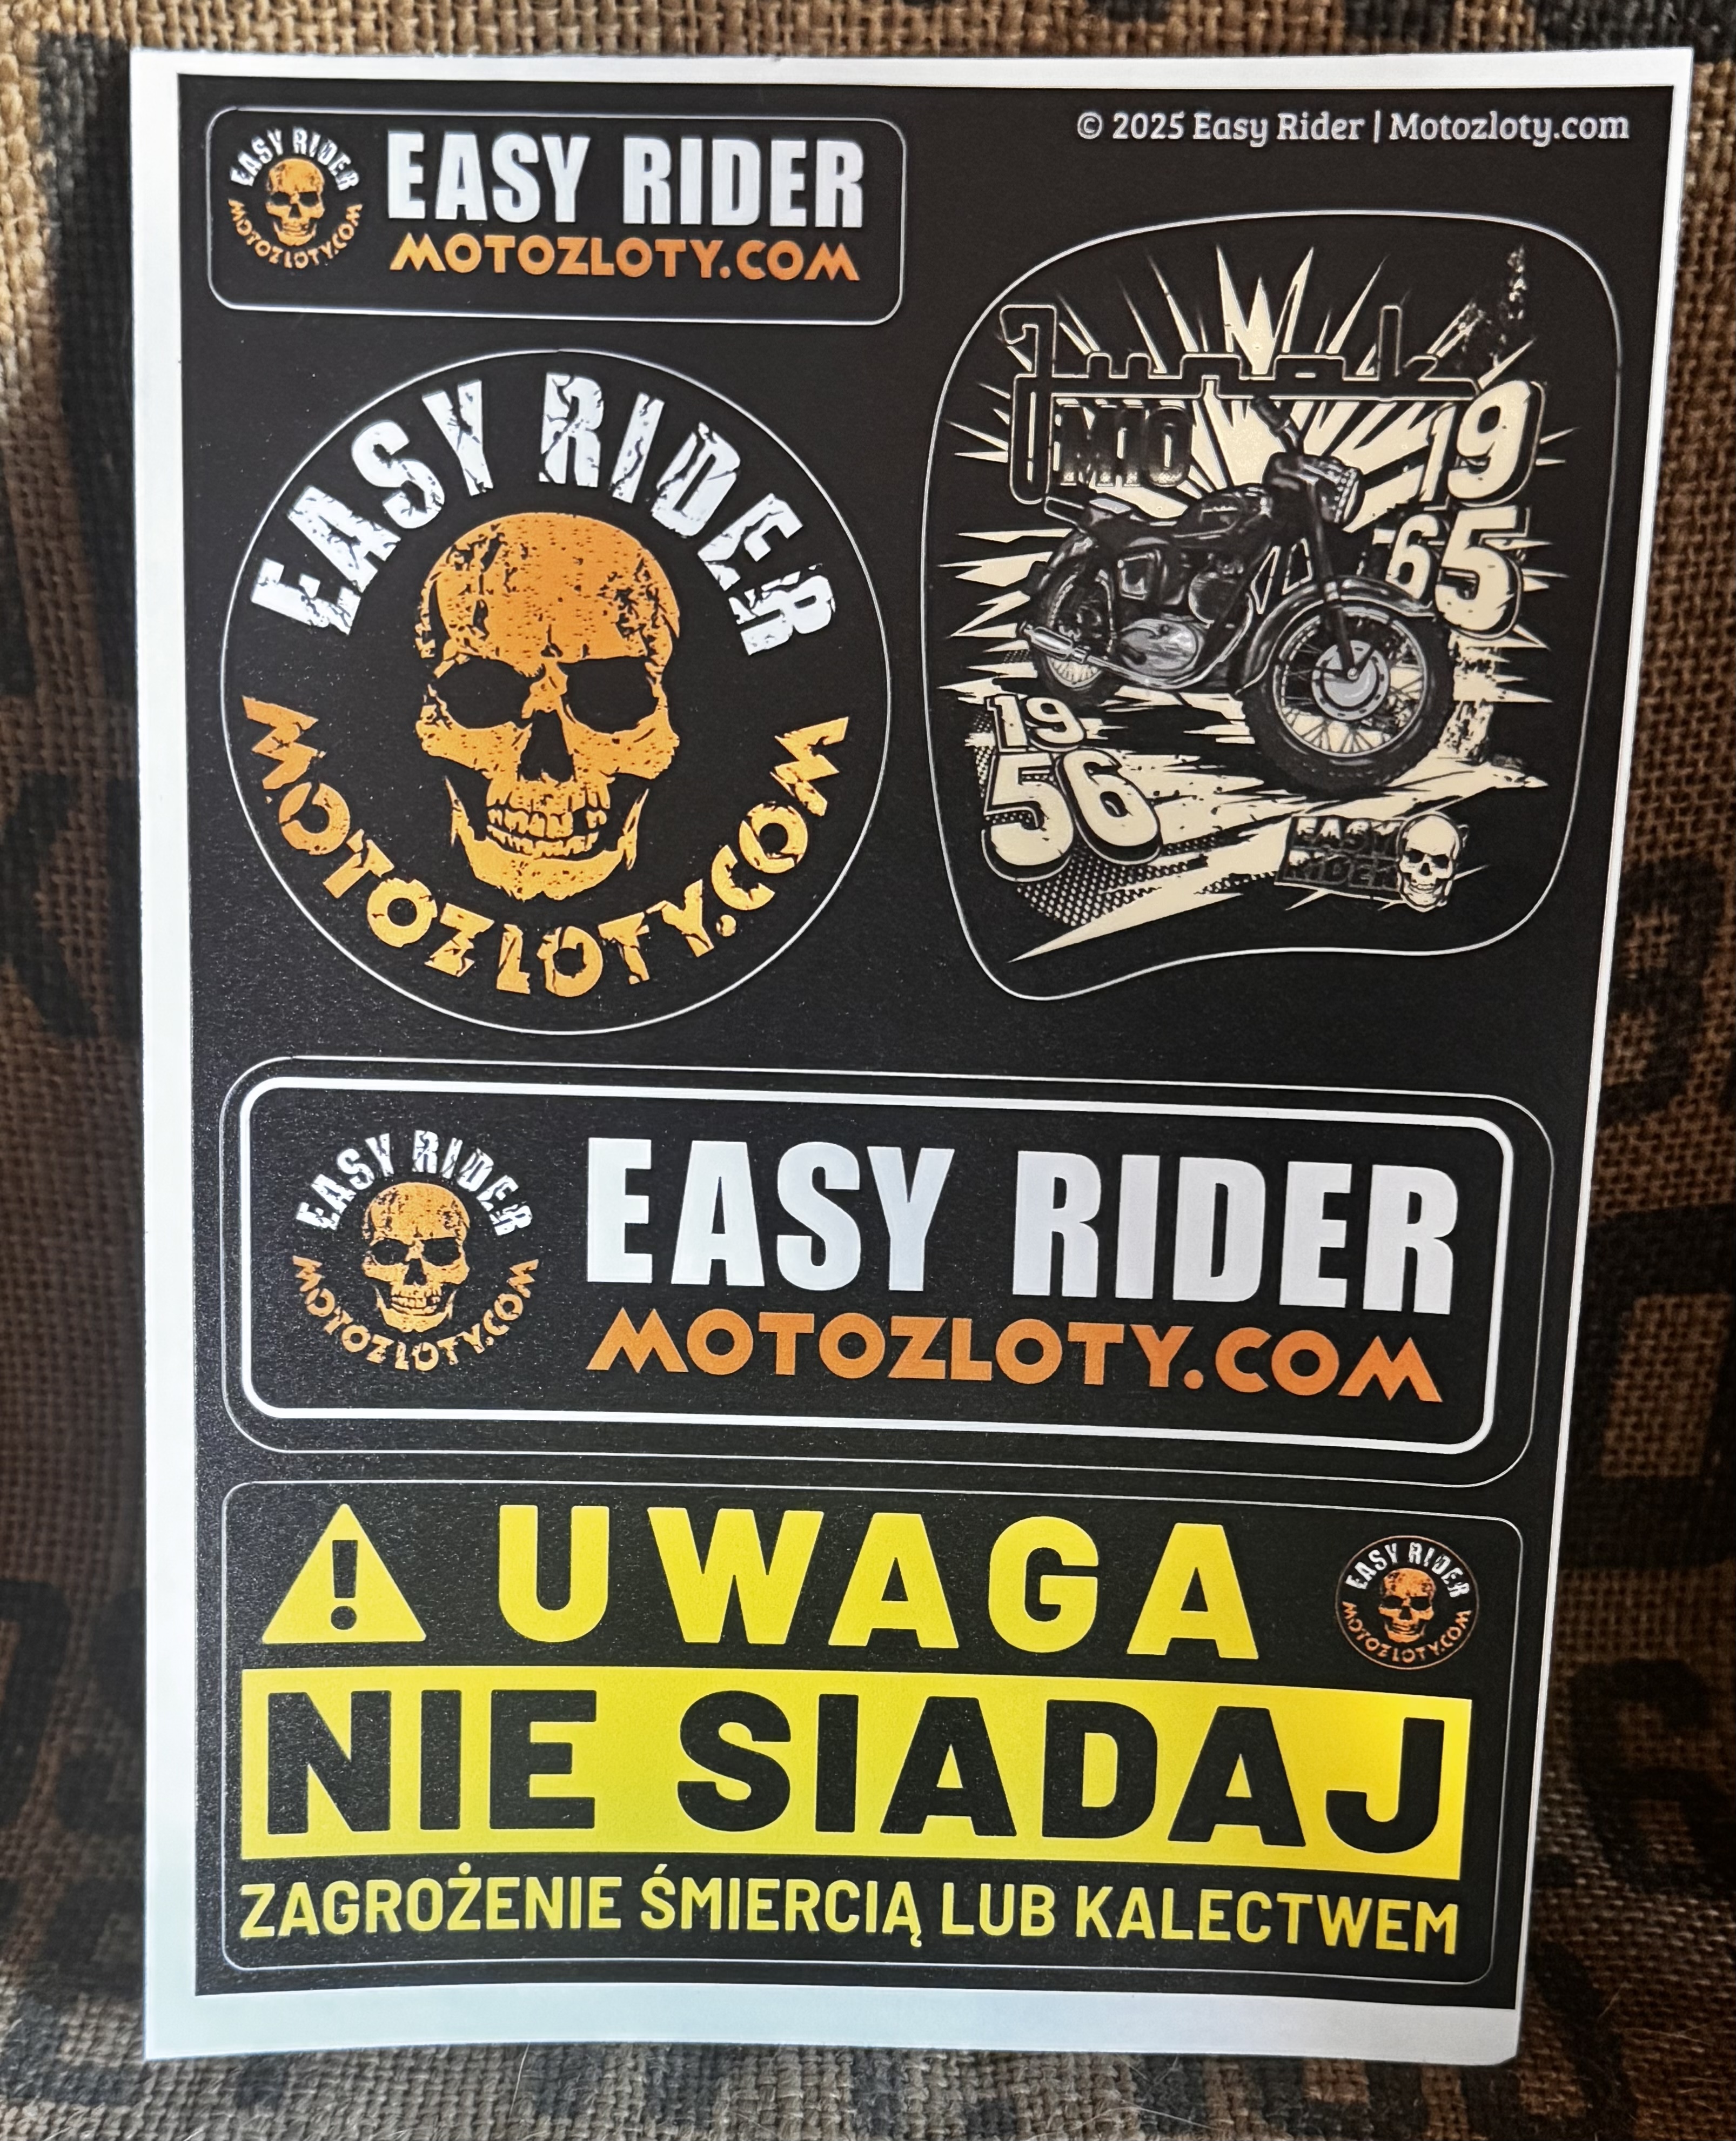 EASY RIDER
MOTOZLOTY.COM
EASY RIDER
MOTOZLOTY.COM
© 2025 Easy Rider | Motozloty.com
EASY RIDER
MOTOZLOTY.COM
Junak
M10
19
65
19
56
EASY
RIDER
EASY RIDER
MOTOZLOTY.COM
EASY RIDER
MOTOZLOTY.COM
UWAGA
EASY RIDER
MOTOZLOTY.COM
NIE SIADAJ
ZAGROŻENIE ŚMIERCIĄ LUB KALECTWEM